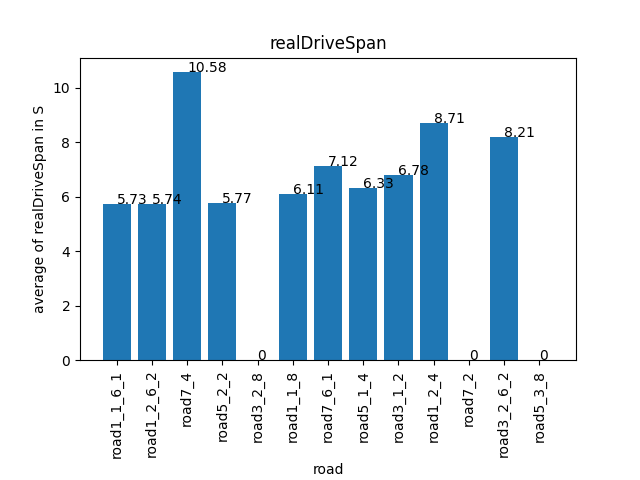 realDriveSpan
average of realDriveSpan in S
10
8
6
4
2
0
5.73
5.74
10.58
5.77
0
6.11
7.12
6.33
6.78
8.71
0
8.21
0
road1_1_6_1
road1_2_6_2
road7_4
road5_2_2
road3_2_8
road1_1_8
road7_6_1
road5_1_4
road3_1_2
road1_2_4
road7_2
road3_2_6_2
road5_3_8
road